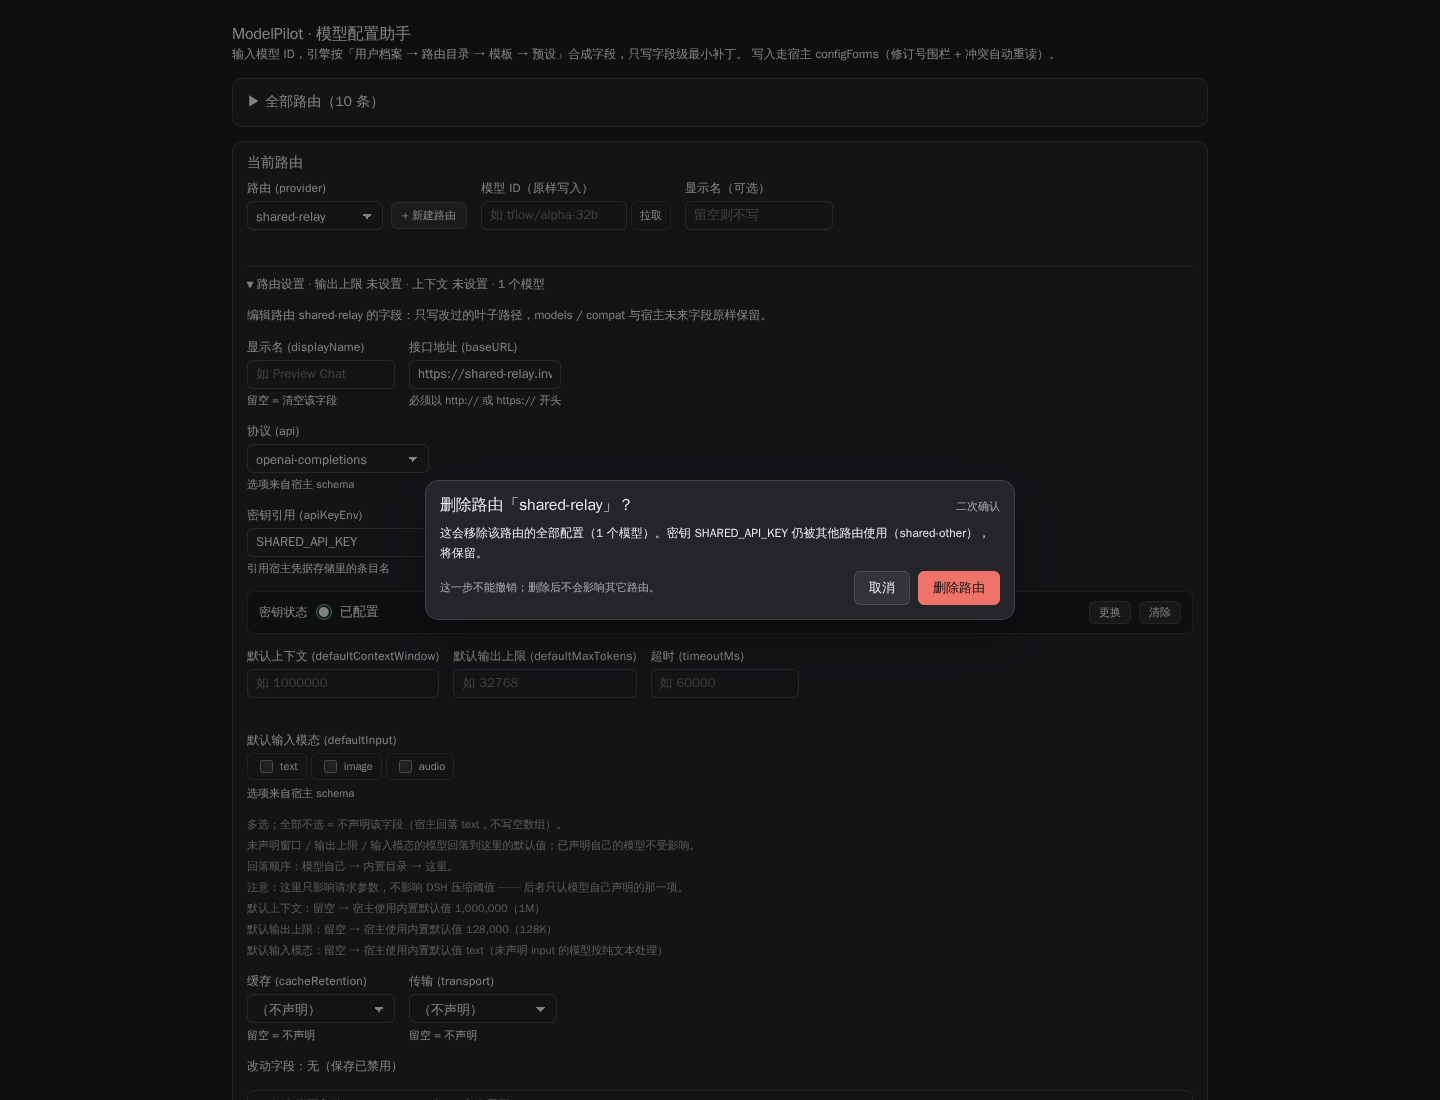 ModelPilot · 模型配置助手
输入模型 ID，引擎按「用户档案 → 路由目录 → 模板 → 预设」合成字段，只写字段级最小补丁。 写入走宿主 configForms（修订号围栏 + 冲突自动重读）。
▶ 全部路由（10 条）
当前路由
路由 (provider) 模型 ID（原样写入） 显示名（可选）
shared-relay + 新建路由 如 tflow/alpha-32b 拉取 留空则不写
▼ 路由设置 · 输出上限 未设置 · 上下文 未设置 · 1 个模型
编辑路由 shared-relay 的字段：只写改过的叶子路径，models / compat 与宿主未来字段原样保留。
显示名 (displayName) 接口地址 (baseURL)
如 Preview Chat https://shared-relay.inv
留空 = 清空该字段 必须以 http:// 或 https:// 开头
协议 (api)
openai-completions
选项来自宿主 schema
密钥引用 (apiKeyEnv)
SHARED_API_KEY
引用宿主凭据存储里的条目名
删除路由「shared-relay」？ 二次确认
这会移除该路由的全部配置（1 个模型）。密钥 SHARED_API_KEY 仍被其他路由使用（shared-other），
将保留。
这一步不能撤销；删除后不会影响其它路由。 取消 删除路由
密钥状态 已配置 更换 清除
默认上下文 (defaultContextWindow) 默认输出上限 (defaultMaxTokens) 超时 (timeoutMs)
如 1000000 如 32768 如 60000
默认输入模态 (defaultInput)
text image audio
选项来自宿主 schema
多选；全部不选 = 不声明该字段（宿主回落 text，不写空数组）。
未声明窗口 / 输出上限 / 输入模态的模型回落到这里的默认值；已声明自己的模型不受影响。
回落顺序：模型自己 → 内置目录 → 这里。
注意：这里只影响请求参数，不影响 DSH 压缩阈值 —— 后者只认模型自己声明的那一项。
默认上下文：留空 → 宿主使用内置默认值 1,000,000（1M）
默认输出上限：留空 → 宿主使用内置默认值 128,000（128K）
默认输入模态：留空 → 宿主使用内置默认值 text（未声明 input 的模型按纯文本处理）
缓存 (cacheRetention) 传输 (transport)
（不声明） （不声明）
留空 = 不声明 留空 = 不声明
改动字段：无（保存已禁用）